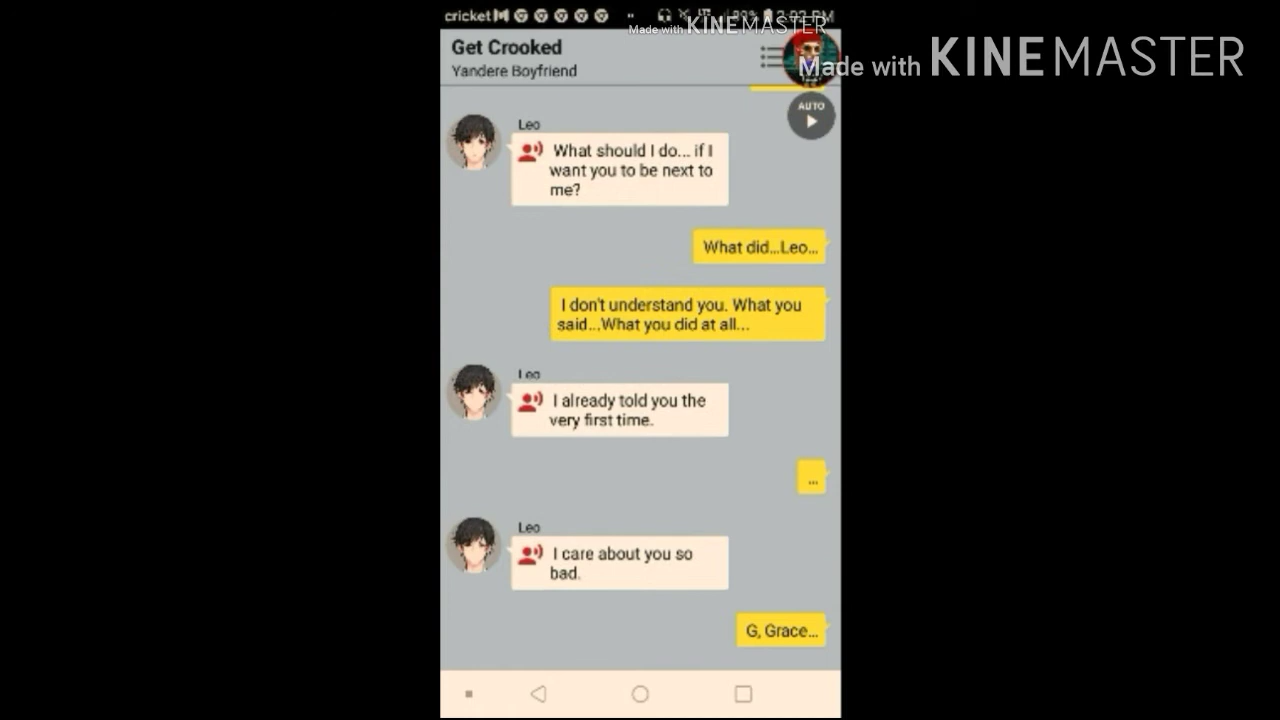 cricket
Made with KINEMASTER
Made with KINEMASTER
Get Crooked
Yandere Boyfriend
AUTO
Leo
What should I do... if I
want you to be next to
me?
What did...Leo...
I don't understand you. What you
said...What you did at all...
Leo
I already told you the
very first time.
...
Leo
I care about you so
bad.
G, Grace...